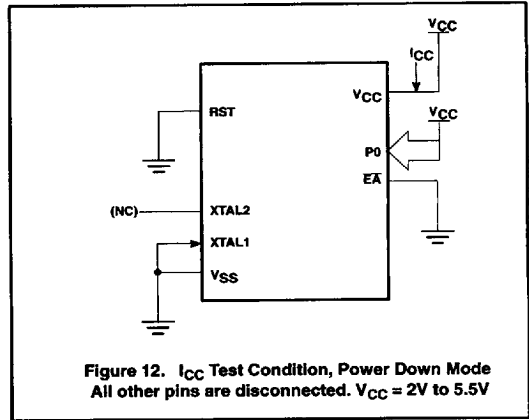 VCC
ICC
VCC
RST
VCC
P0
EA
(NC)
XTAL2
XTAL1
VSS
Figure 12. ICC Test Condition, Power Down Mode
All other pins are disconnected. VCC = 2V to 5.5V